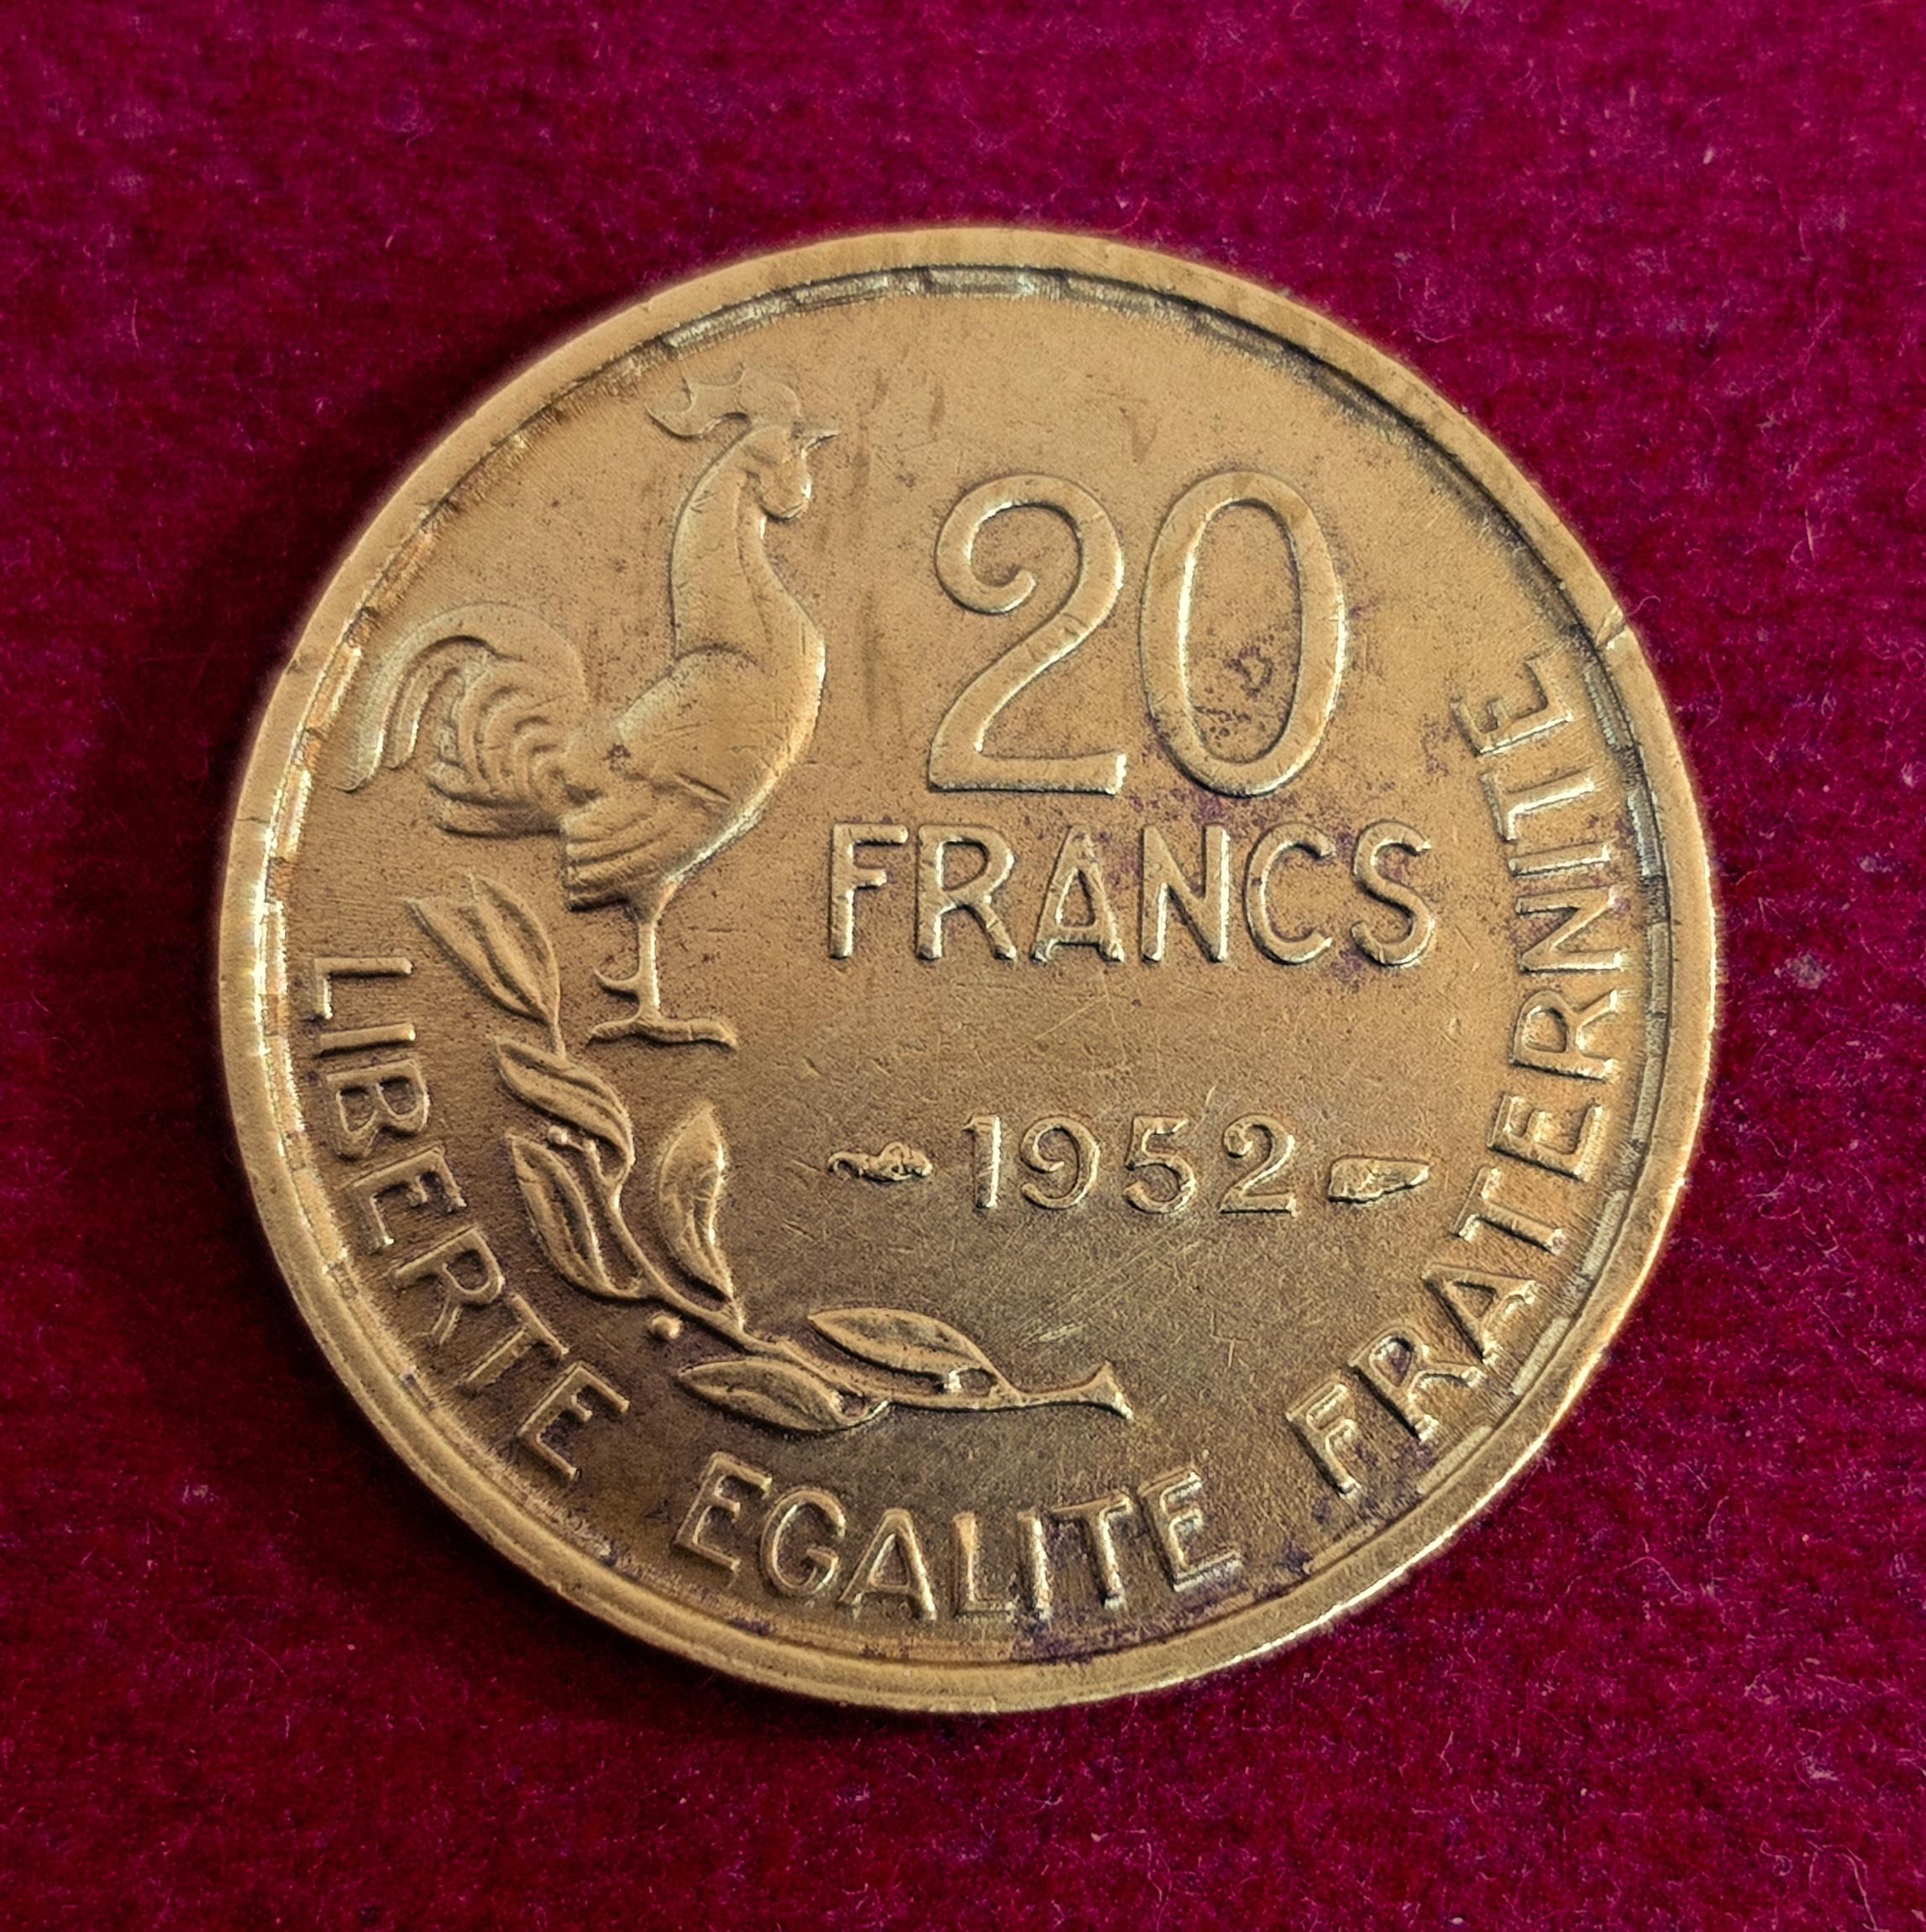 20
FRANCS
1952
LIBERTE EGALITE FRATERNITE